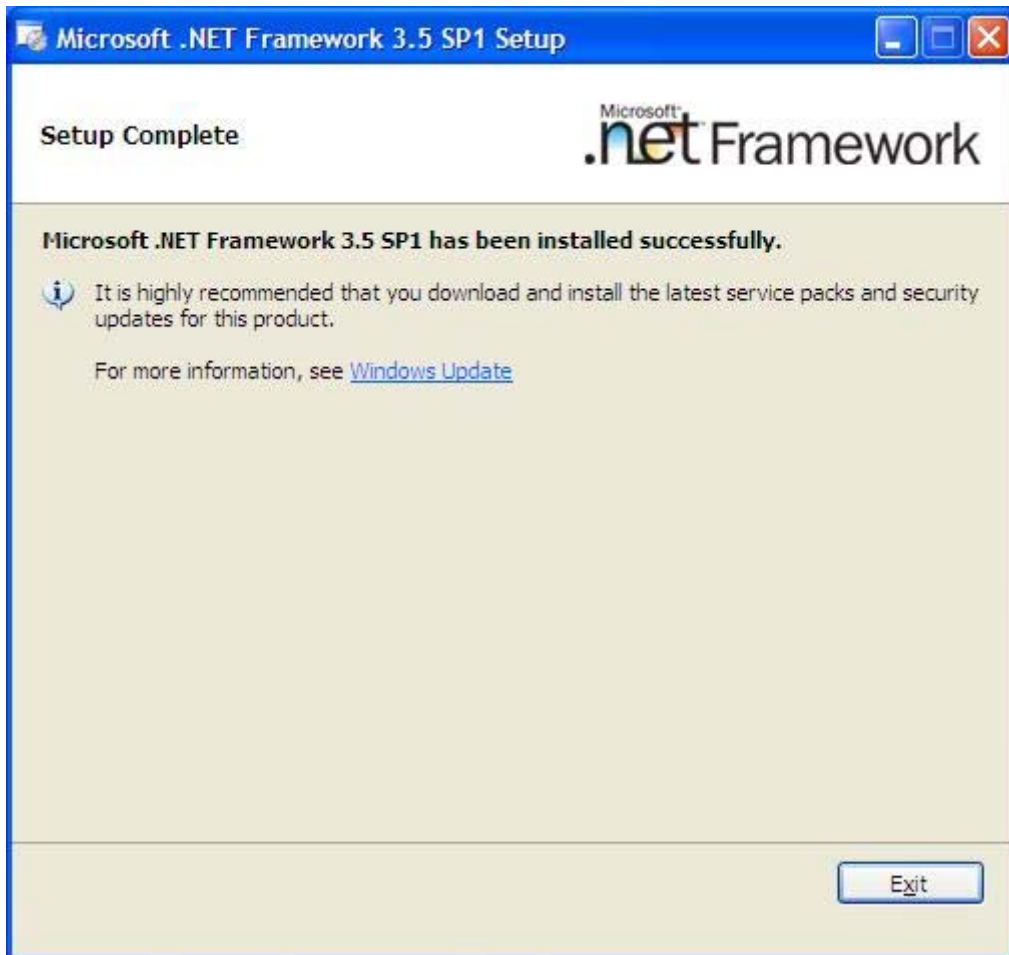 Microsoft .NET Framework 3.5 SP1 Setup
Setup Complete
Microsoft
.net Framework
Microsoft .NET Framework 3.5 SP1 has been installed successfully.
It is highly recommended that you download and install the latest service packs and security
updates for this product.
For more information, see Windows Update
Exit